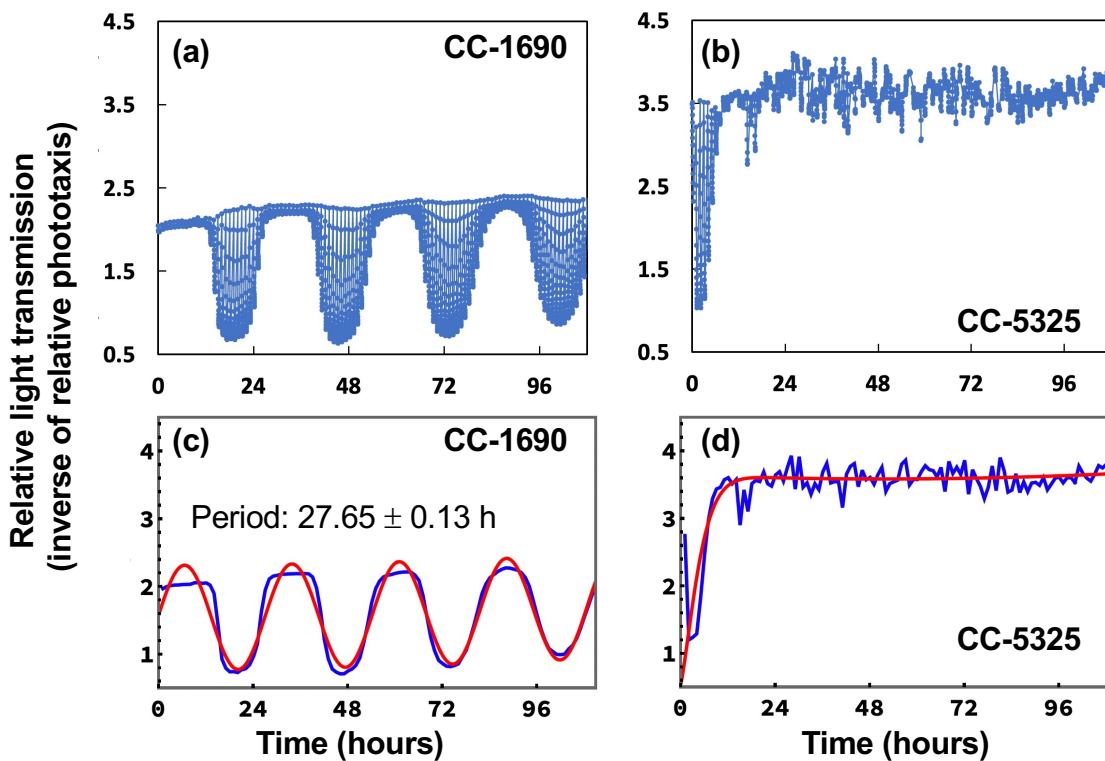 Relative light transmission
(inverse of relative phototaxis)
(a)
CC-1690
4.5
3.5
2.5
1.5
0.5
0 24 48 72 96
(b)
CC-5325
4.5
3.5
2.5
1.5
0.5
0 24 48 72 96
(c)
CC-1690
Period: 27.65 ± 0.13 h
4
3
2
1
0 24 48 72 96
Time (hours)
(d)
CC-5325
4
3
2
1
0 24 48 72 96
Time (hours)